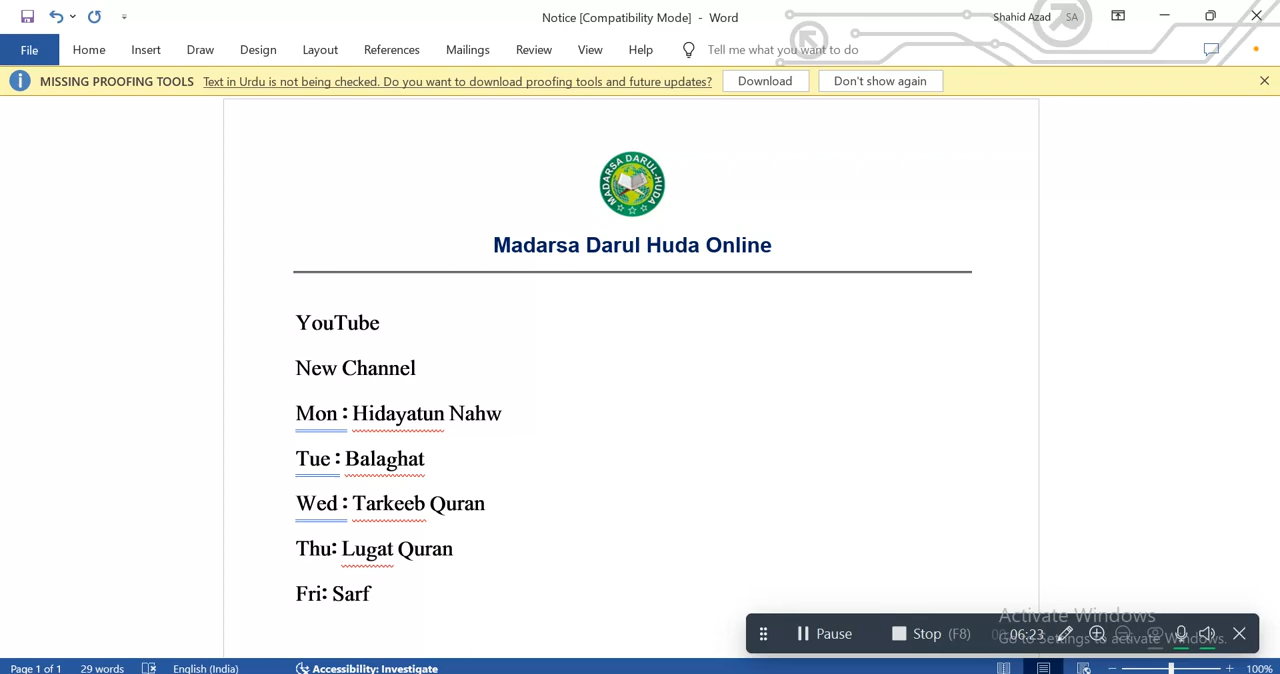 Notice [Compatibility Mode] - Word
Shahid Azad SA
File Home Insert Draw Design Layout References Mailings Review View Help Tell me what you want to do
MISSING PROOFING TOOLS Text in Urdu is not being checked. Do you want to download proofing tools and future updates? Download Don't show again
MADARSA DARUL-HUDA
Madarsa Darul Huda Online
YouTube
New Channel
Mon : Hidayatun Nahw
Tue : Balaghat
Wed : Tarkeeb Quran
Thu: Lugat Quran
Fri: Sarf
Activate Windows
Go to Settings to activate Windows.
Pause Stop (F8) 00:06:23
Page 1 of 1 29 words English (India) Accessibility: Investigate 100%